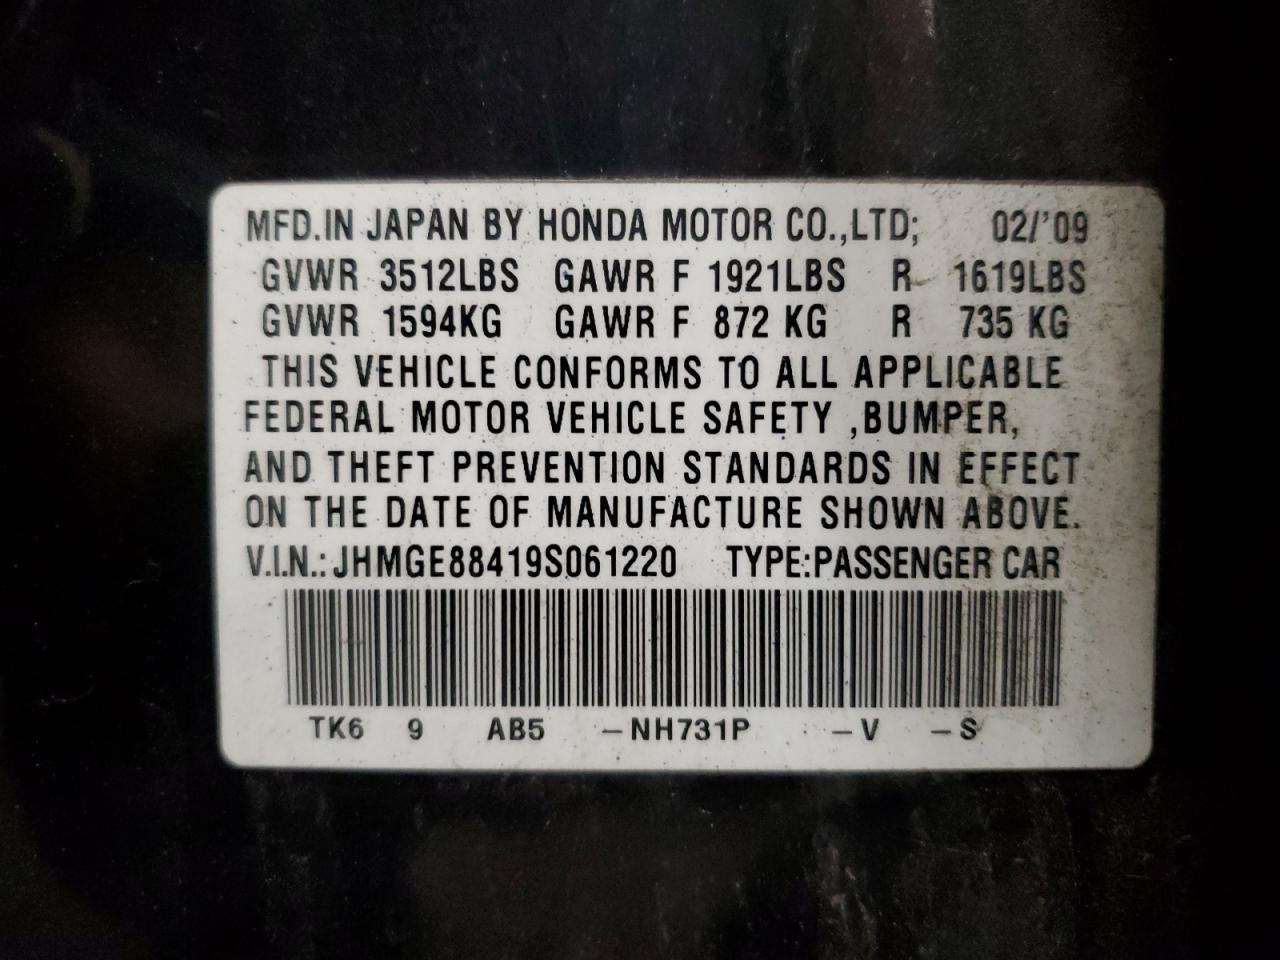 MFD.IN JAPAN BY HONDA MOTOR CO.,LTD; 02/'09
GVWR 3512LBS GAWR F 1921LBS R 1619LBS
GVWR 1594KG GAWR F 872 KG R 735 KG
THIS VEHICLE CONFORMS TO ALL APPLICABLE
FEDERAL MOTOR VEHICLE SAFETY ,BUMPER,
AND THEFT PREVENTION STANDARDS IN EFFECT
ON THE DATE OF MANUFACTURE SHOWN ABOVE.
V.I.N.: JHMGE88419S061220 TYPE:PASSENGER CAR
TK6 9 AB5 -NH731P -V -S